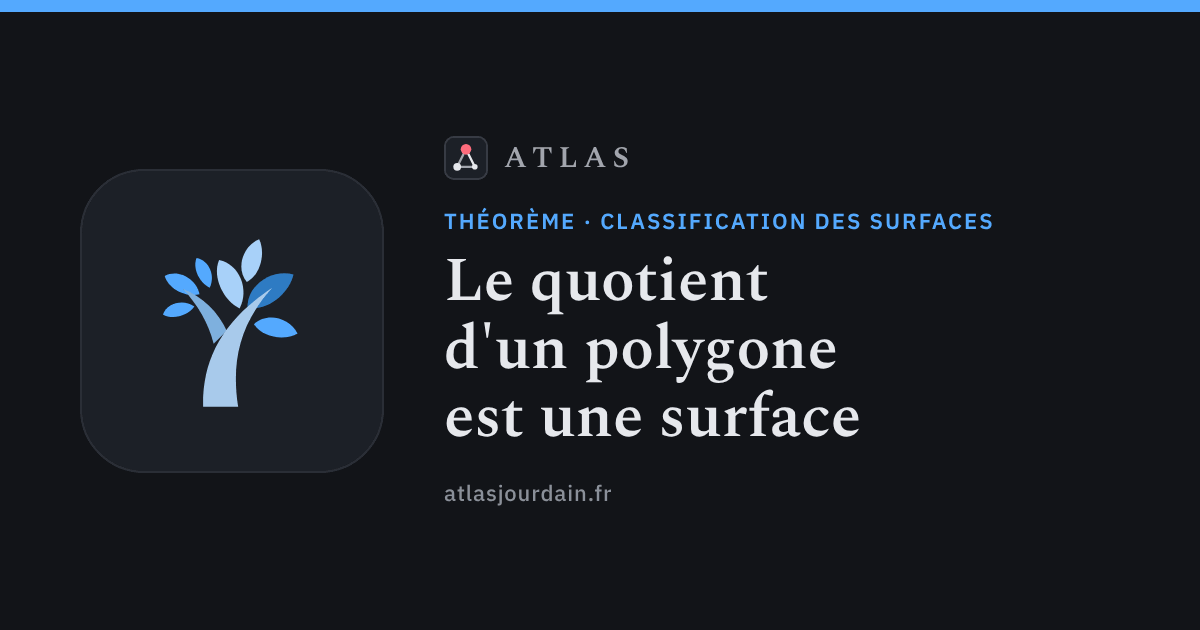 ATLAS
THÉORÈME · CLASSIFICATION DES SURFACES
Le quotient
d'un polygone
est une surface
atlasjourdain.fr